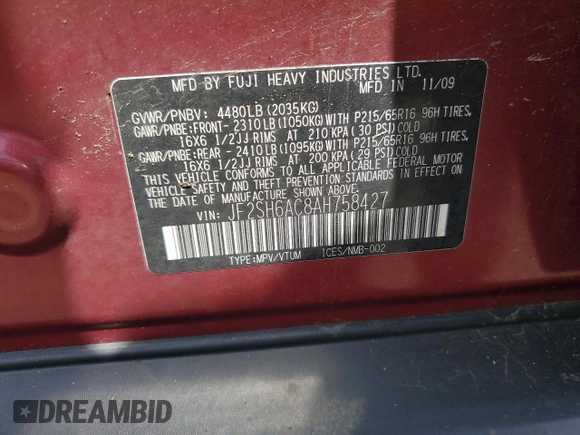 MFD BY FUJI HEAVY INDUSTRIES LTD.
MFD IN 11/09
GVWR/PNBV: 4480LB (2035KG)
GAWR/PNBE:FRONT- 2310LB (1050KG)WITH P215/65R16 96H TIRES,
16X6 1/2JJ RIMS AT 210 KPA (30 PSI) COLD
GAWR/PNBE:REAR - 2410LB (1095KG)WITH P215/65R16 96H TIRES,
16X6 1/2JJ RIMS AT 200 KPA (29 PSI) COLD
THIS VEHICLE CONFORMS TO ALL APPLICABLE FEDERAL MOTOR
VEHICLE SAFETY AND THEFT PREVENTION STANDARDS IN EFFECT ON
THE DATE OF MANUFACTURE SHOWN ABOVE.
VIN: JF2SH6AC8AH758427
TYPE:MPV/VTUM ICES/NMB-002
DREAMBID